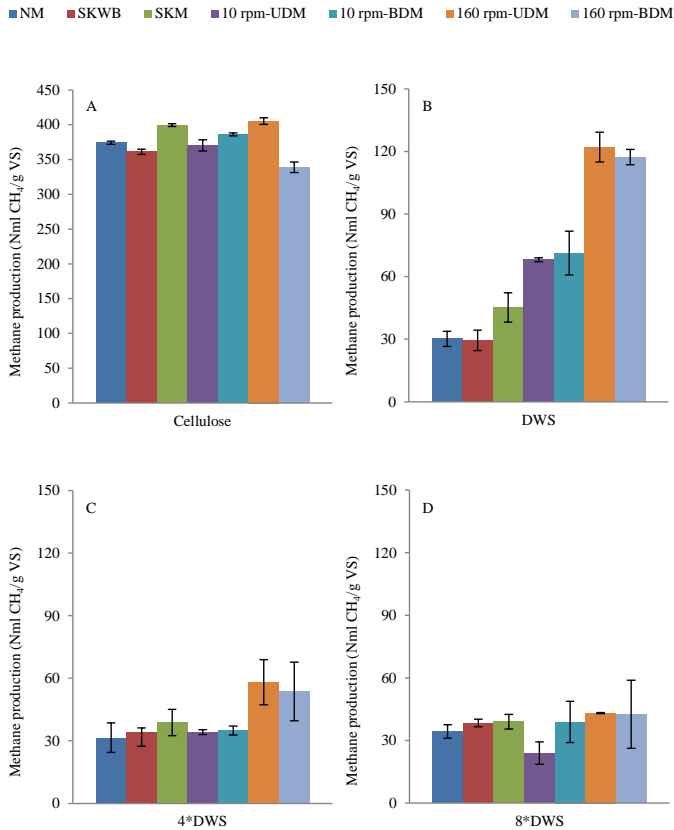 NM SKWB SKM 10 rpm-UDM 10 rpm-BDM 160 rpm-UDM 160 rpm-BDM
A
Methane production (Nml CH₄/g VS)
450
400
350
300
250
200
150
100
50
0
Cellulose
B
Methane production (Nml CH₄/g VS)
150
120
90
60
30
0
DWS
C
Methane production (Nml CH₄/g VS)
150
120
90
60
30
0
4*DWS
D
Methane production (Nml CH₄/g VS)
150
120
90
60
30
0
8*DWS